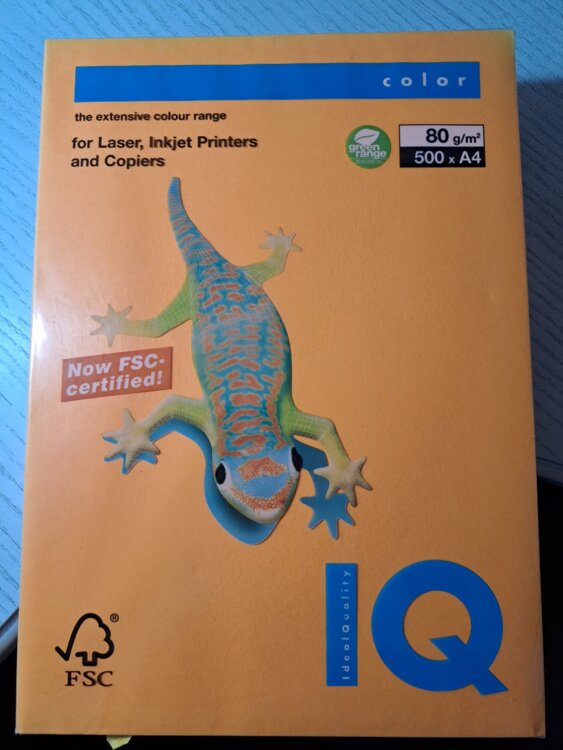 color
the extensive colour range
for Laser, Inkjet Printers
and Copiers
green
range
80 g/m²
500 x A4
Now FSC-
certified!
IdealQuality
IQ
®
FSC